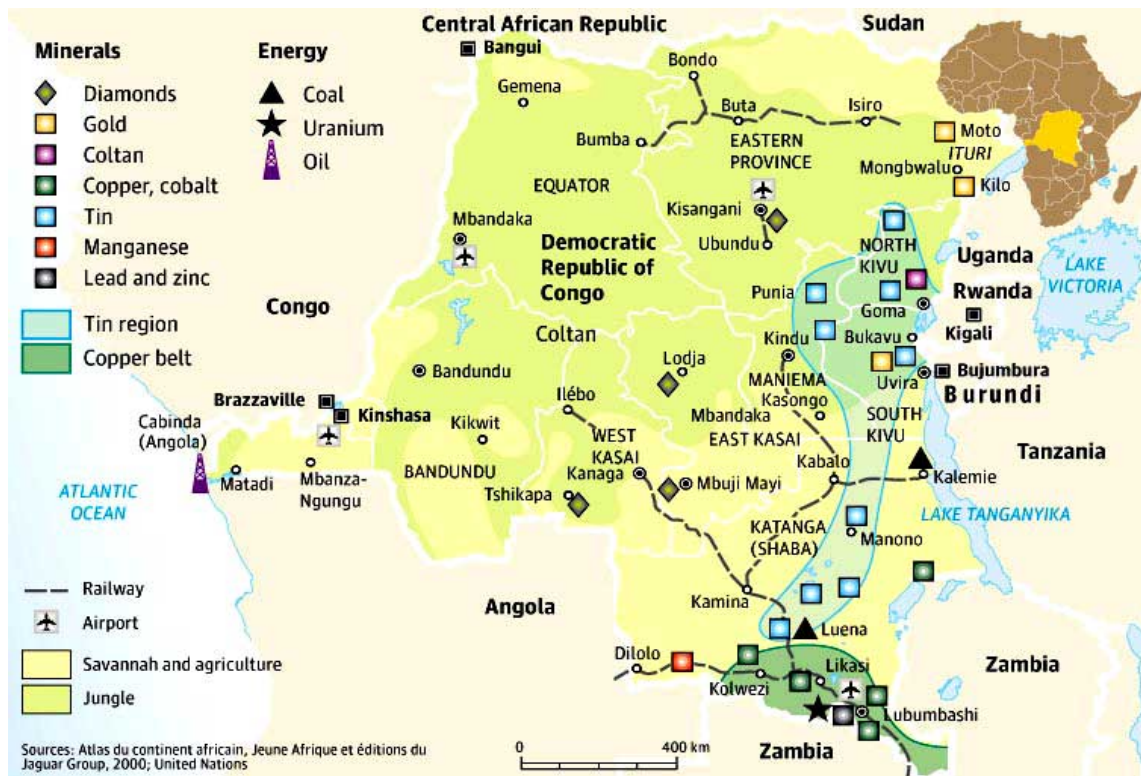 Minerals
Diamonds
Gold
Coltan
Copper, cobalt
Tin
Manganese
Lead and zinc
Tin region
Copper belt
Energy
Coal
Uranium
Oil
Central African Republic
Sudan
Bangui
Gemena
Bondo
Buta
Isiro
Bumba
EASTERN
PROVINCE
Moto
ITURI
Mongbwalu
Kilo
EQUATOR
Mbandaka
Kisangani
Ubundu
Democratic
Republic of
Congo
NORTH
KIVU
Uganda
LAKE
VICTORIA
Congo
Punia
Goma
Rwanda
Kigali
Coltan
Kindu
Bukavu
Bandundu
Lodja
Uvira
Bujumbura
Burundi
Brazzaville
Kinshasa
Ilébo
MANIEMA
Kasongo
Cabinda
(Angola)
Kikwit
Mbandaka
EAST KASAI
SOUTH
KIVU
Tanzania
WEST
KASAI
BANDUNDU
Kanaga
Kabalo
Kalemie
Matadi
Mbanza-
Ngungu
Tshikapa
Mbuji Mayi
ATLANTIC
OCEAN
LAKE TANGANYIKA
KATANGA
(SHABA)
Manono
Railway
Airport
Savannah and agriculture
Jungle
Angola
Kamina
Luena
Dilolo
Kolwezi
Likasi
Zambia
Lubumbashi
Zambia
Sources: Atlas du continent africain, Jeune Afrique et éditions du
Jaguar Group, 2000; United Nations
0 400 km